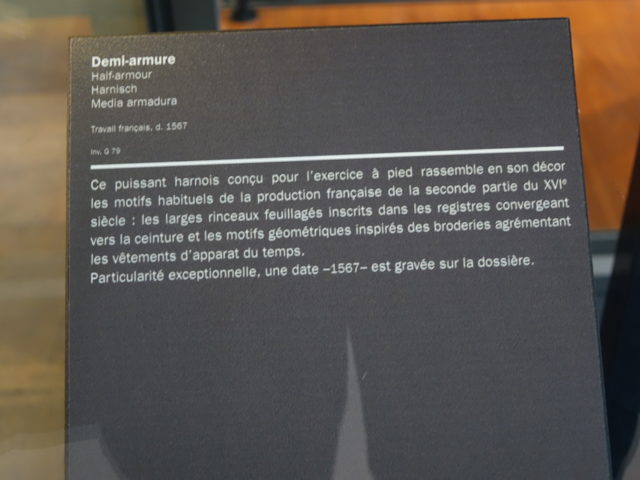 Demi-armure
Half-armour
Harnisch
Media armadura
Travail français, d. 1567
Inv. G 79
Ce puissant harnois conçu pour l'exercice à pied rassemble en son décor
les motifs habituels de la production française de la seconde partie du XVIe
siècle : les larges rinceaux feuillagés inscrits dans les registres convergeant
vers la ceinture et les motifs géométriques inspirés des broderies agrémentant
les vêtements d'apparat du temps.
Particularité exceptionnelle, une date –1567– est gravée sur la dossière.